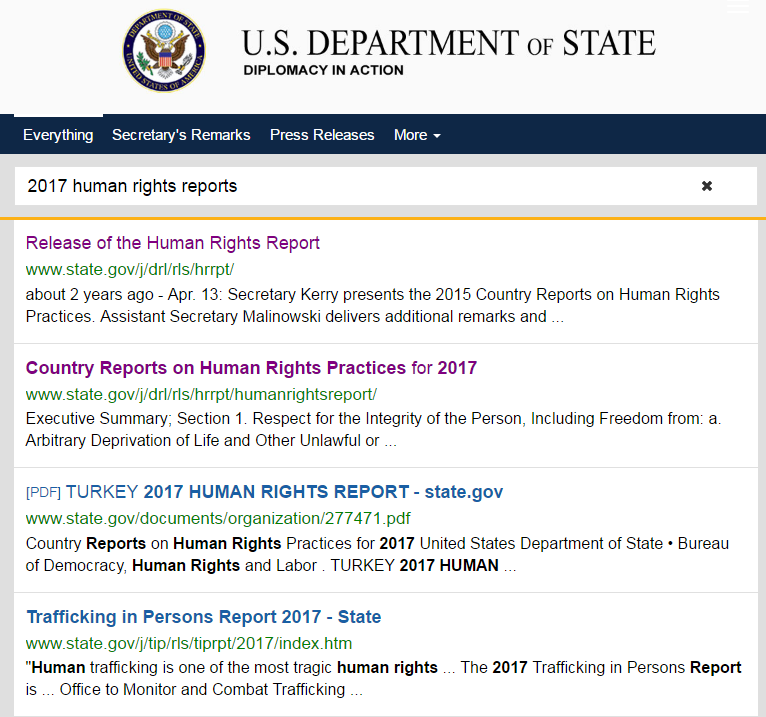 DEPARTMENT OF STATE
UNITED STATES OF AMERICA
U.S. DEPARTMENT OF STATE
DIPLOMACY IN ACTION
Everything Secretary's Remarks Press Releases More
2017 human rights reports ✖
Release of the Human Rights Report
www.state.gov/j/drl/rls/hrrpt/
about 2 years ago - Apr. 13: Secretary Kerry presents the 2015 Country Reports on Human Rights
Practices. Assistant Secretary Malinowski delivers additional remarks and ...
Country Reports on Human Rights Practices for 2017
www.state.gov/j/drl/rls/hrrpt/humanrightsreport/
Executive Summary; Section 1. Respect for the Integrity of the Person, Including Freedom from: a.
Arbitrary Deprivation of Life and Other Unlawful or ...
[PDF] TURKEY 2017 HUMAN RIGHTS REPORT - state.gov
www.state.gov/documents/organization/277471.pdf
Country Reports on Human Rights Practices for 2017 United States Department of State • Bureau
of Democracy, Human Rights and Labor . TURKEY 2017 HUMAN ...
Trafficking in Persons Report 2017 - State
www.state.gov/j/tip/rls/tiprpt/2017/index.htm
"Human trafficking is one of the most tragic human rights ... The 2017 Trafficking in Persons Report
is ... Office to Monitor and Combat Trafficking ...